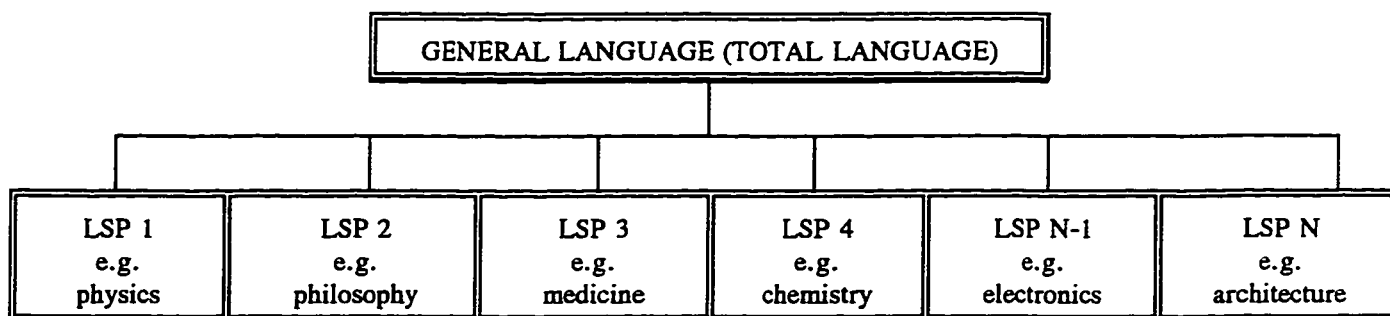 GENERAL LANGUAGE (TOTAL LANGUAGE)
LSP 1
e.g.
physics
LSP 2
e.g.
philosophy
LSP 3
e.g.
medicine
LSP 4
e.g.
chemistry
LSP N-1
e.g.
electronics
LSP N
e.g.
architecture